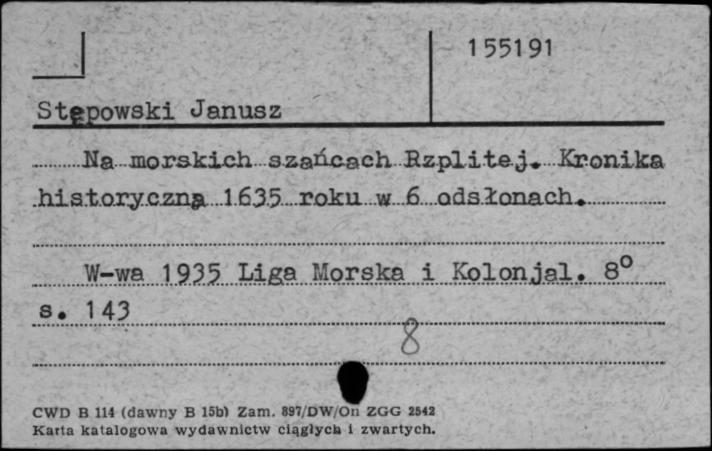 155191
Stępowski Janusz
Na morskich szańcach Rzplitej. Kronika
historyczna 1635 roku w 6 odsłonach.
W-wa 1935 Liga Morska i Kolonjal. 8º
s. 143
8
CWD B 114 (dawny B 15b) Zam. 897/DW/On ZGG 2542
Karta katalogowa wydawnictw ciągłych i zwartych.